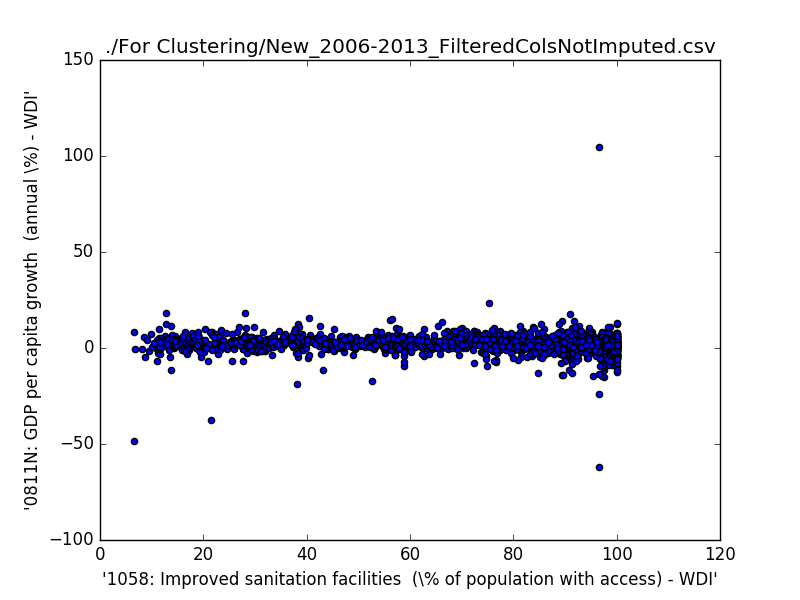 ./For Clustering/New_2006-2013_FilteredColsNotImputed.csv
150
100
50
0
−50
−100
0 20 40 60 80 100 120
'0811N: GDP per capita growth  (annual \%) - WDI'
'1058: Improved sanitation facilities  (\% of population with access) - WDI'